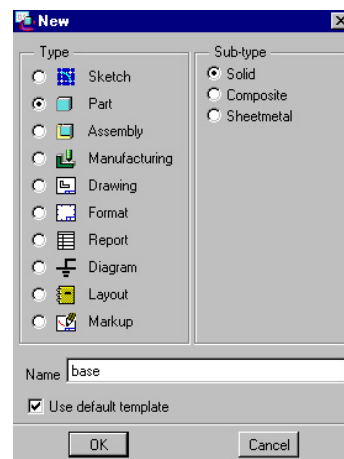 New
Type
Sketch
Part
Assembly
Manufacturing
Drawing
Format
Report
Diagram
Layout
Markup
Sub-type
Solid
Composite
Sheetmetal
Name base
Use default template
OK Cancel